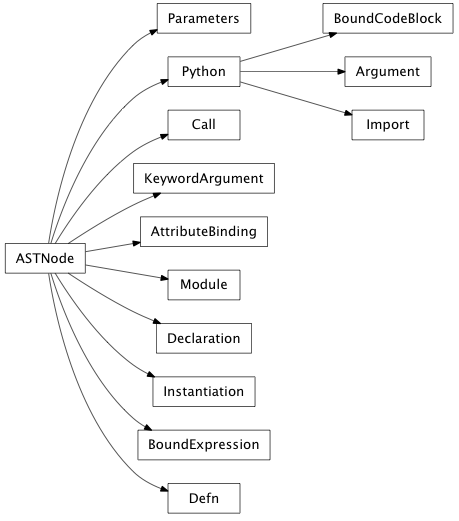 Parameters
BoundCodeBlock
Python
Argument
Call
Import
KeywordArgument
AttributeBinding
ASTNode
Module
Declaration
Instantiation
BoundExpression
Defn